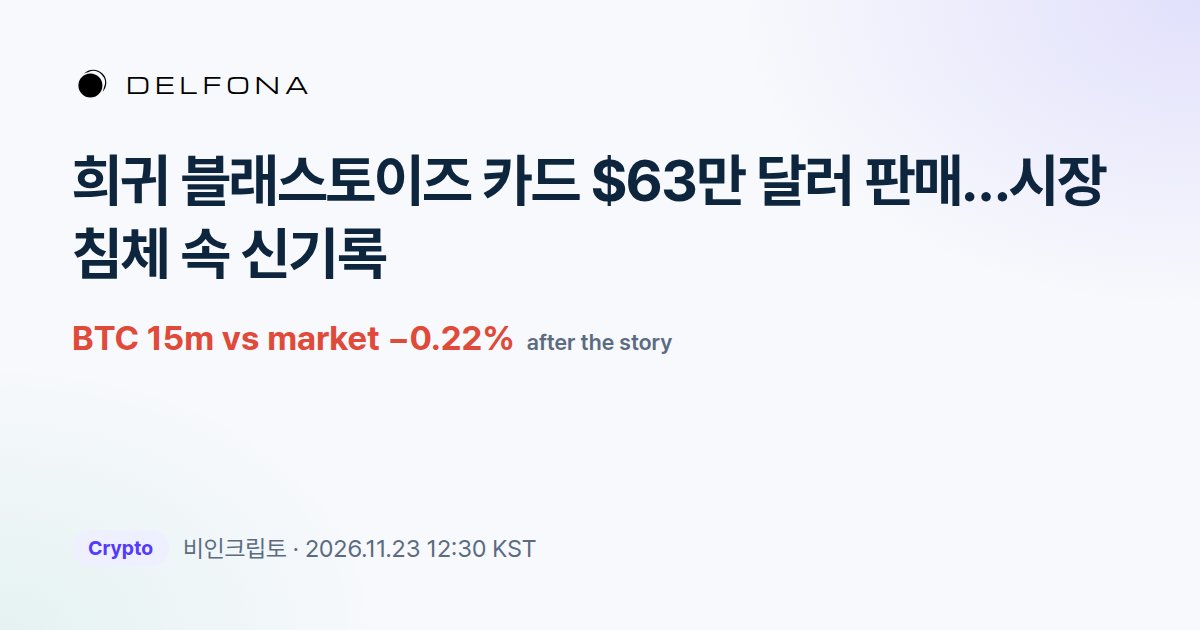 DELFONA
희귀 블래스토이즈 카드 $63만 달러 판매…시장
침체 속 신기록
BTC 15m vs market −0.22% after the story
Crypto 비인크립토 · 2026.11.23 12:30 KST